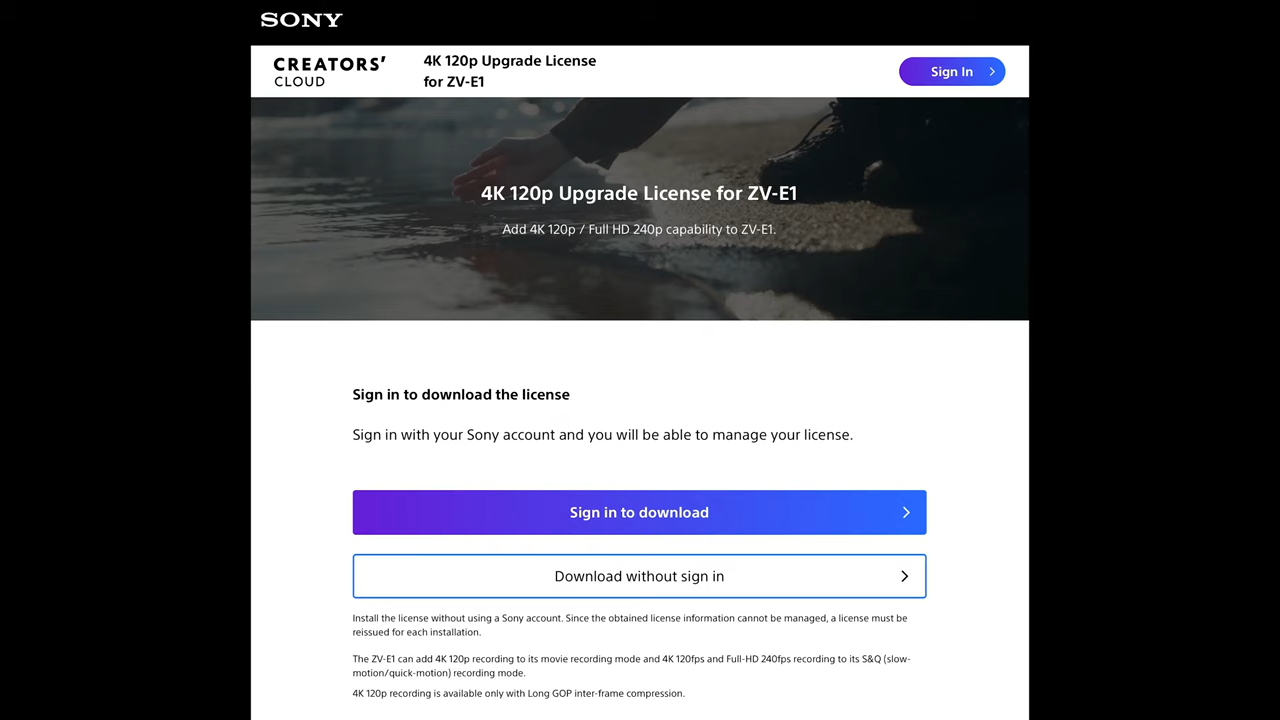 SONY
CREATORS'
CLOUD
4K 120p Upgrade License
for ZV-E1
Sign In
4K 120p Upgrade License for ZV-E1
Add 4K 120p / Full HD 240p capability to ZV-E1.
Sign in to download the license
Sign in with your Sony account and you will be able to manage your license.
Sign in to download
Download without sign in
Install the license without using a Sony account. Since the obtained license information cannot be managed, a license must be
reissued for each installation.
The ZV-E1 can add 4K 120p recording to its movie recording mode and 4K 120fps and Full-HD 240fps recording to its S&Q (slow-
motion/quick-motion) recording mode.
4K 120p recording is available only with Long GOP inter-frame compression.